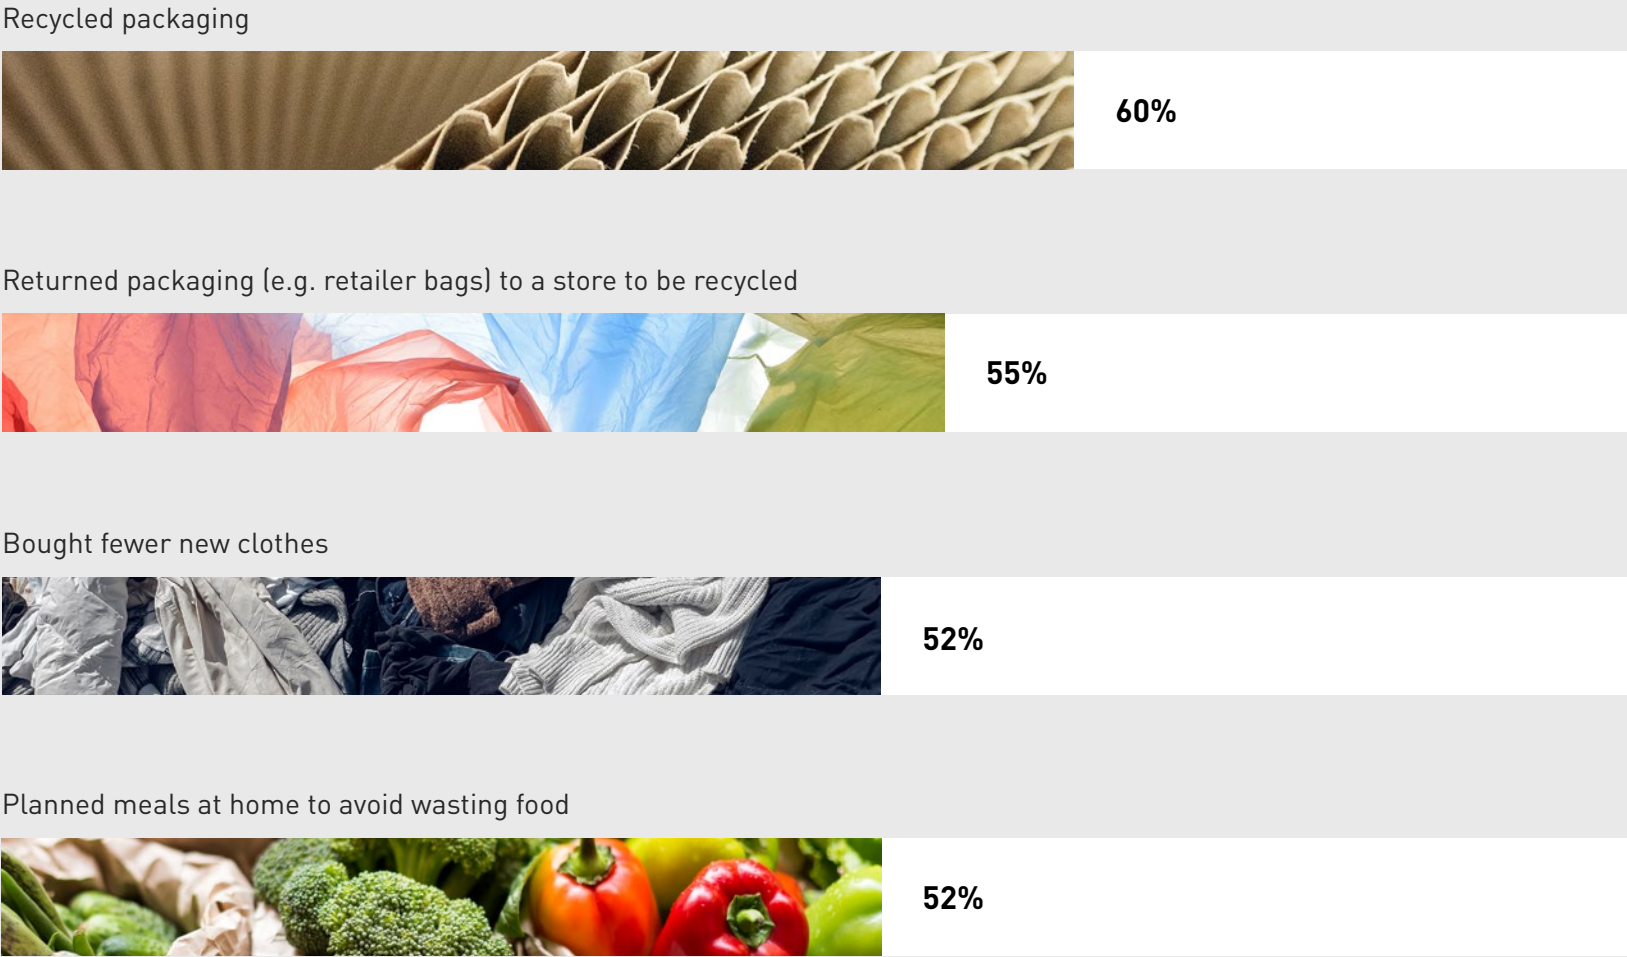 Recycled packaging
60%
Returned packaging (e.g. retailer bags) to a store to be recycled
55%
Bought fewer new clothes
52%
Planned meals at home to avoid wasting food
52%